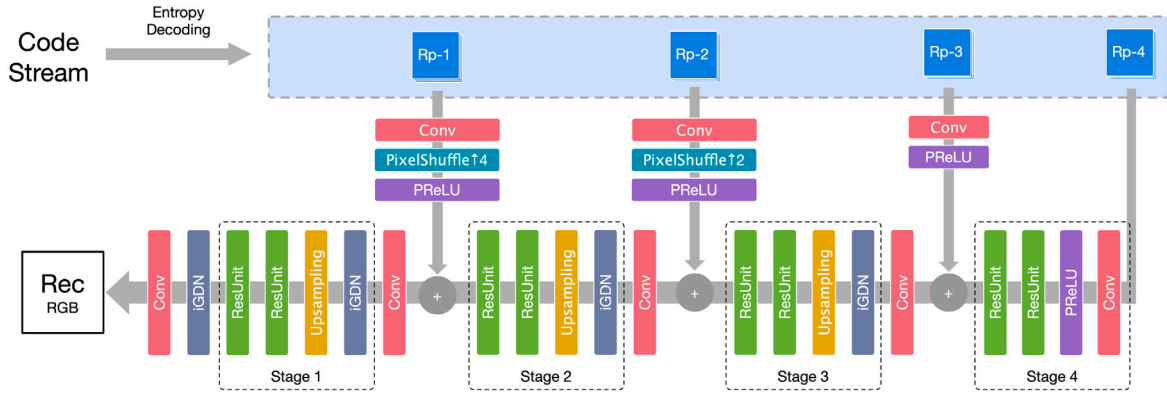 Entropy
Decoding
Code
Stream
Rp-1
Rp-2
Rp-3
Rp-4
Conv
PixelShuffle↑4
PReLU
Conv
PixelShuffle↑2
PReLU
Conv
PReLU
Rec
RGB
Conv
iGDN
ResUnit
ResUnit
Upsampling
iGDN
Conv
+
ResUnit
ResUnit
Upsampling
iGDN
Conv
+
ResUnit
ResUnit
Upsampling
iGDN
Conv
+
ResUnit
ResUnit
PReLU
Conv
Stage 1
Stage 2
Stage 3
Stage 4